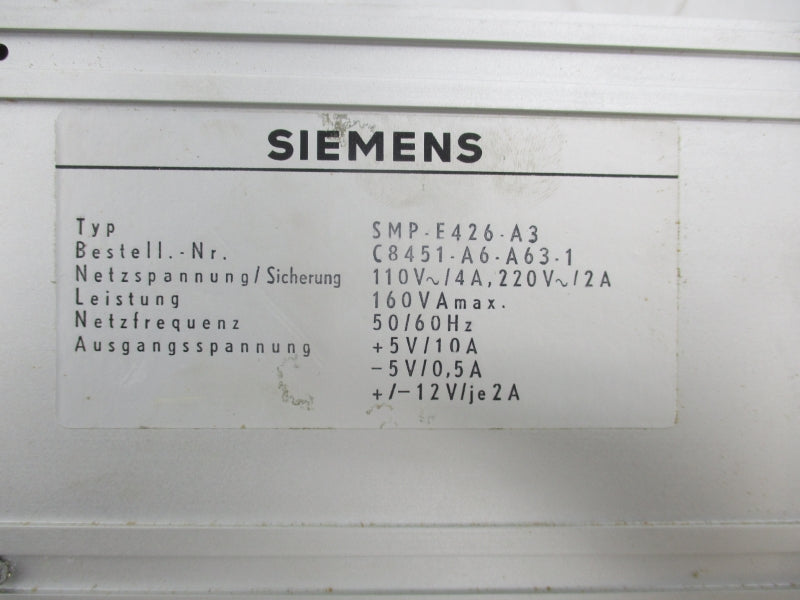 SIEMENS
Typ SMP-E426-A3
Bestell.-Nr. C8451-A6-A63-1
Netzspannung/Sicherung 110V~/4A, 220V~/2A
Leistung 160VAmax.
Netzfrequenz 50/60Hz
Ausgangsspannung +5V/10A
-5V/0,5A
+/-12V/je2A